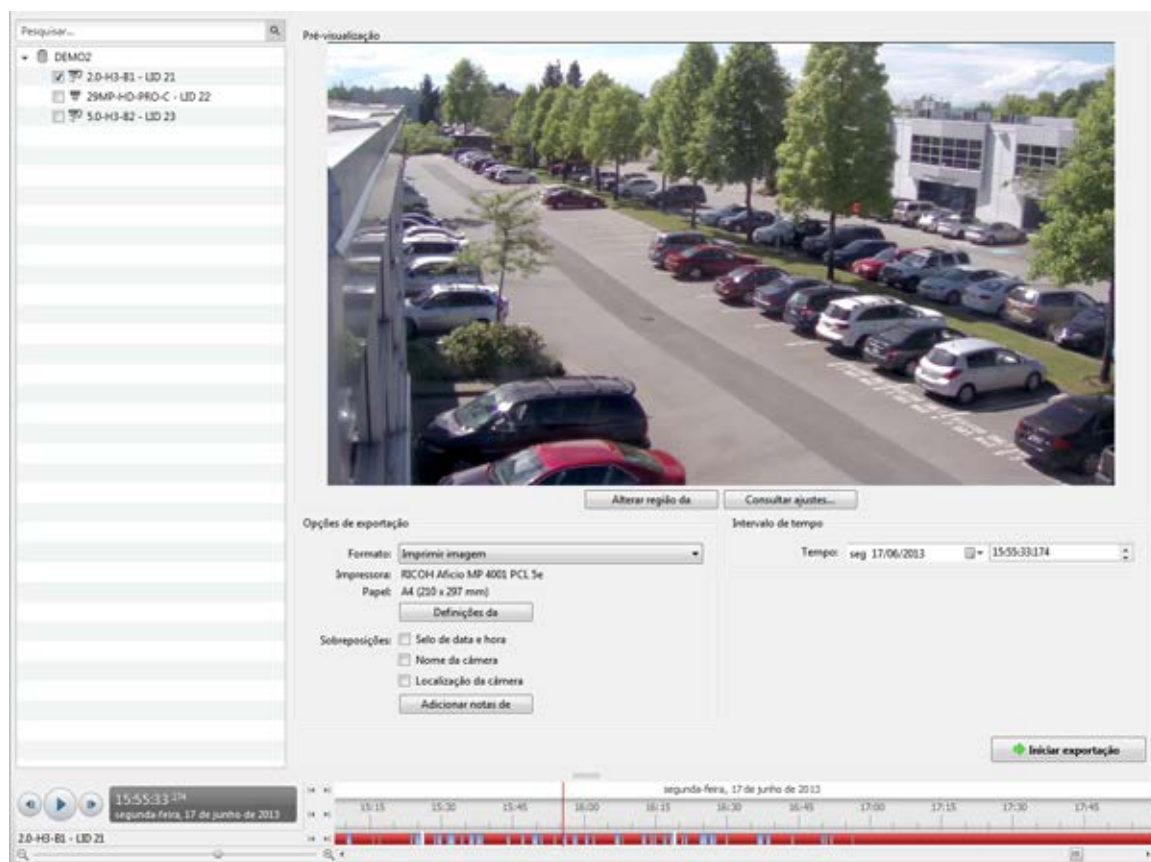 Pesquisar...
DEMO2
2.0-H3-B1 - LID 21
29MP-HD-PRO-C - LID 22
5.0-H3-B2 - LID 23
Pré-visualização
Alterar região da
Consultar ajustes...
Opções de exportação
Formato: Imprimir imagem
Impressora: RICOH Aficio MP 4001 PCL 5e
Papel: A4 (210 x 297 mm)
Definições da
Sobreposições: Selo de data e hora
Nome da câmera
Localização da câmera
Adicionar notas de
Intervalo de tempo
Tempo: seg 17/06/2013 15:55:33:174
Iniciar exportação
15:55:33.174
segunda-feira, 17 de junho de 2013
segunda-feira, 17 de junho de 2013
15:15 15:30 15:45 16:00 16:15 16:30 16:45 17:00 17:15 17:30 17:45
2.0-H3-B1 - LID 21